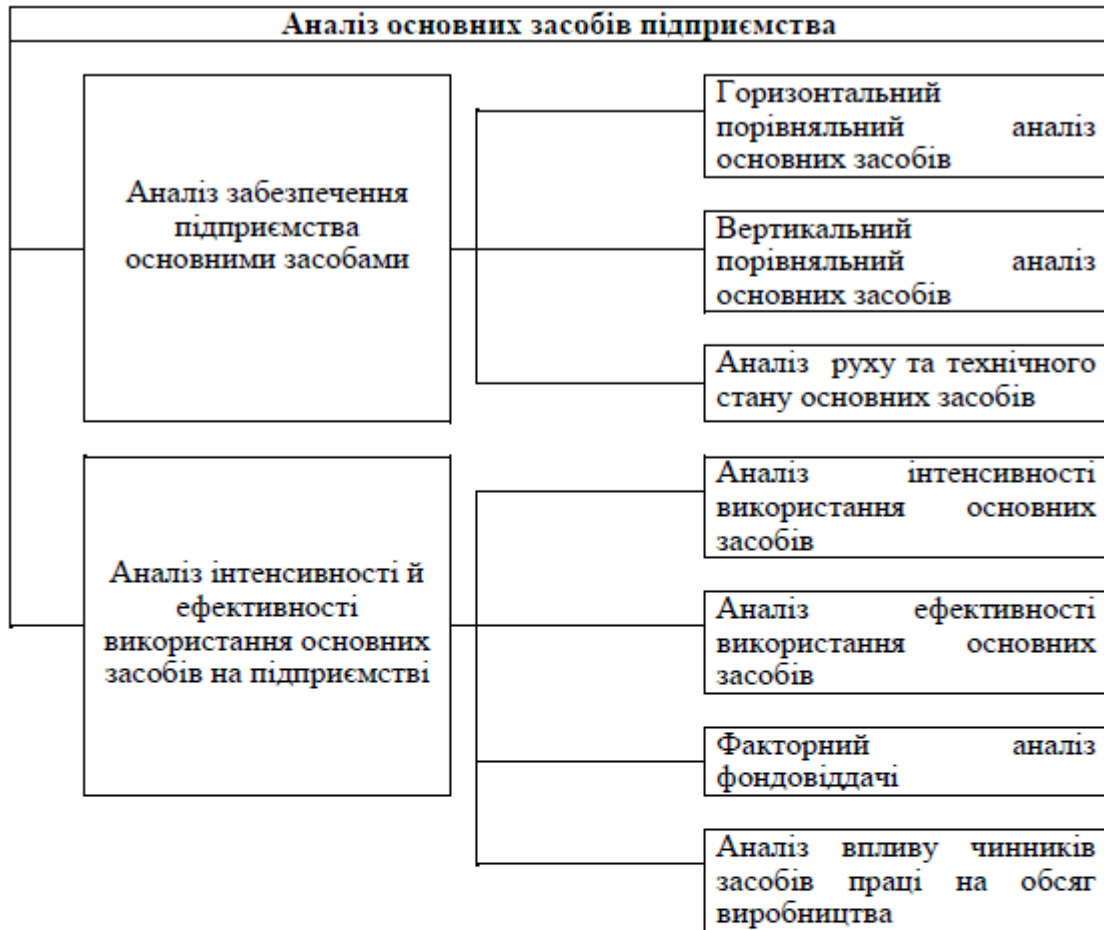 Аналіз основних засобів підприємства
Аналіз забезпечення
підприємства
основними засобами
Горизонтальний
порівняльний аналіз
основних засобів
Вертикальний
порівняльний аналіз
основних засобів
Аналіз руху та технічного
стану основних засобів
Аналіз інтенсивності й
ефективності
використання основних
засобів на підприємстві
Аналіз інтенсивності
використання основних
засобів
Аналіз ефективності
використання основних
засобів
Факторний аналіз
фондовіддачі
Аналіз впливу чинників
засобів праці на обсяг
виробництва